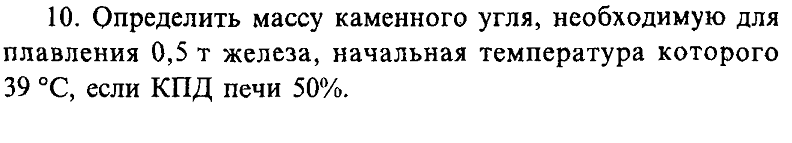 10. Определить массу каменного угля, необходимую для
плавления 0,5 т железа, начальная температура которого
39 °С, если КПД печи 50%.